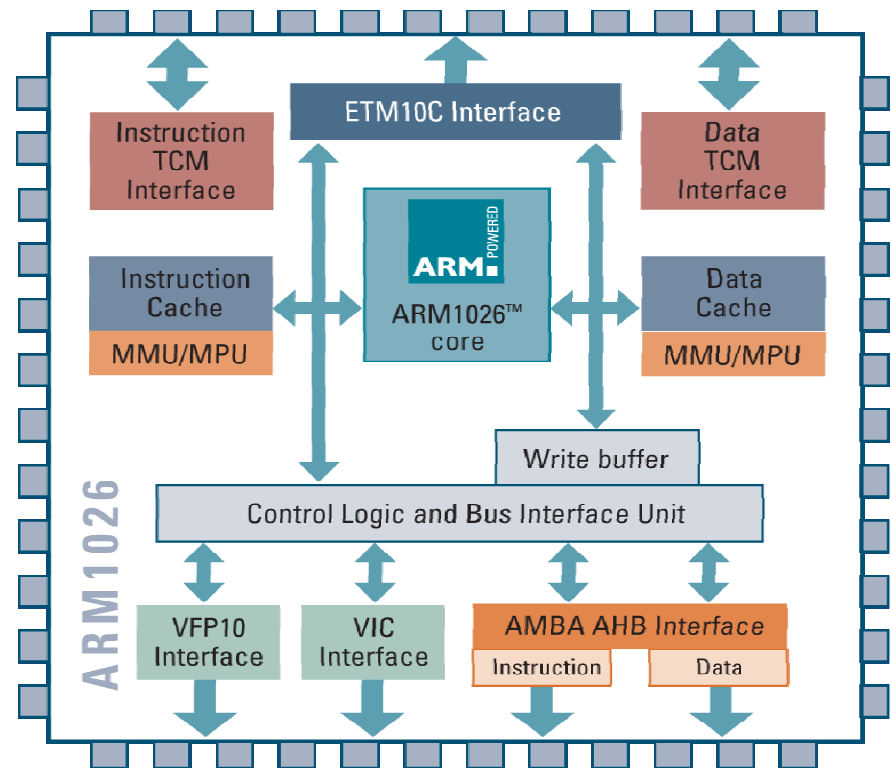 ETM10C Interface
Instruction
TCM
Interface
Data
TCM
Interface
ARM
POWERED
ARM1026™
core
Instruction
Cache
MMU/MPU
Data
Cache
MMU/MPU
Write buffer
Control Logic and Bus Interface Unit
VFP10
Interface
VIC
Interface
AMBA AHB Interface
Instruction
Data
ARM1026